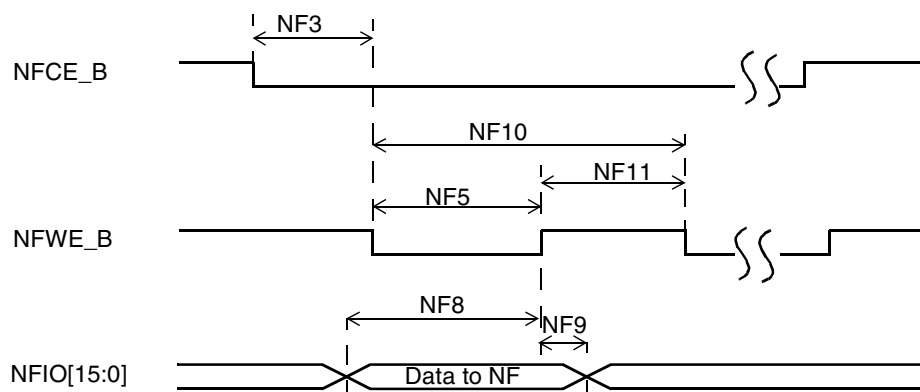 NF3
NFCE_B
NF10
NF11
NF5
NFWE_B
NF8
NF9
NFIO[15:0]
Data to NF